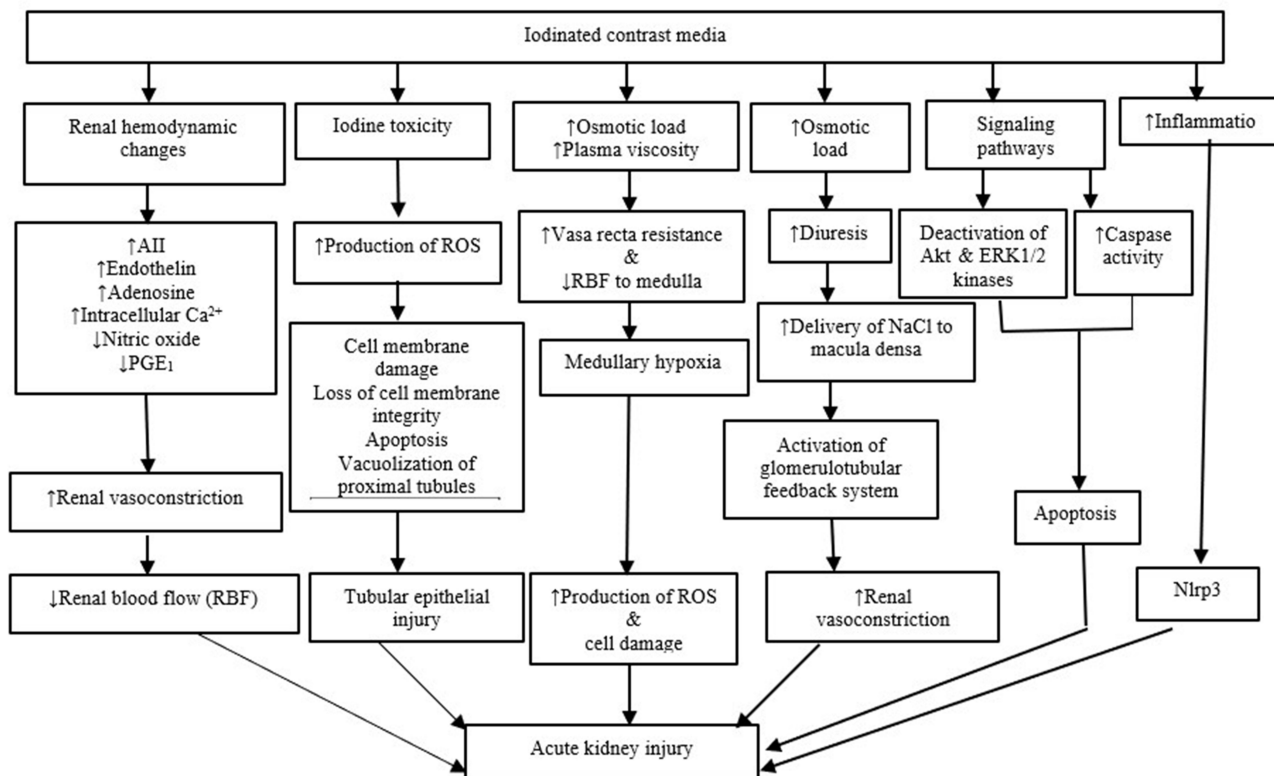 Iodinated contrast media
Renal hemodynamic
changes
Iodine toxicity
↑Osmotic load
↑Plasma viscosity
↑Osmotic
load
Signaling
pathways
↑Inflammatio
↑AII
↑Endothelin
↑Adenosine
↑Intracellular Ca²⁺
↓Nitric oxide
↓PGE₁
↑Production of ROS
↑Vasa recta resistance
&
↓RBF to medulla
↑Diuresis
Deactivation of
Akt & ERK1/2
kinases
↑Caspase
activity
Cell membrane
damage
Loss of cell membrane
integrity
Apoptosis
Vacuolization of
proximal tubules
Medullary hypoxia
↑Delivery of NaCl to
macula densa
Activation of
glomerulotubular
feedback system
↑Renal vasoconstriction
Apoptosis
↓Renal blood flow (RBF)
Tubular epithelial
injury
↑Production of ROS
&
cell damage
↑Renal
vasoconstriction
Nlrp3
Acute kidney injury